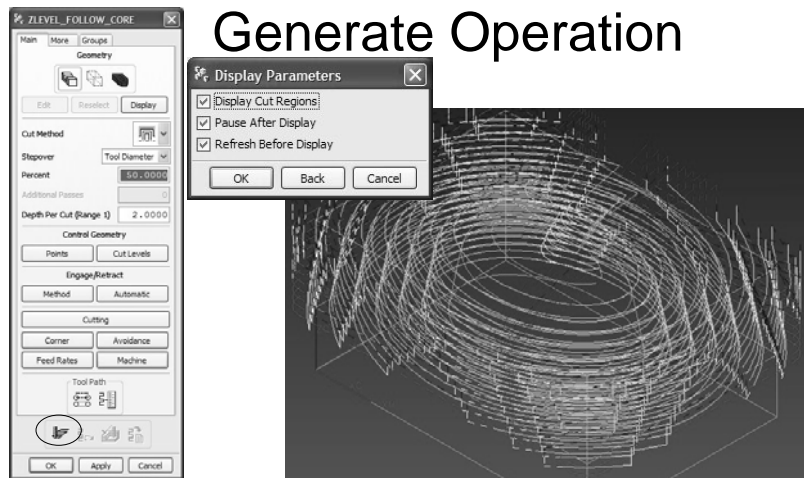 Generate Operation
ZLEVEL_FOLLOW_CORE
Main More Groups
Geometry
Edit Reselect Display
Cut Method
Stepover Tool Diameter
Percent 50.0000
Additional Passes 0
Depth Per Cut (Range 1) 2.0000
Control Geometry
Points Cut Levels
Engage/Retract
Method Automatic
Cutting
Corner Avoidance
Feed Rates Machine
Tool Path
OK Apply Cancel
Display Parameters
Display Cut Regions
Pause After Display
Refresh Before Display
OK Back Cancel